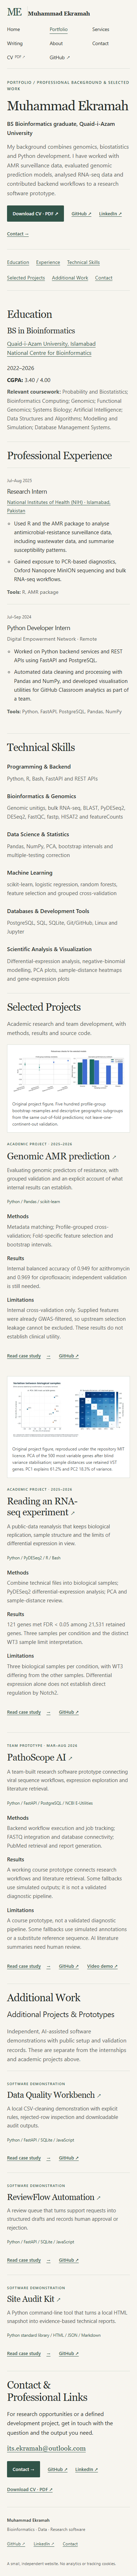 ME Muhammad Ekramah
Home Portfolio Services
Writing About Contact
CV PDF ↗ GitHub ↗
PORTFOLIO / PROFESSIONAL BACKGROUND & SELECTED
WORK
Muhammad Ekramah
BS Bioinformatics graduate, Quaid-i-Azam
University
My background combines genomics, biostatistics
and Python development. I have worked with
AMR surveillance data, evaluated genomic
prediction models, analysed RNA-seq data and
contributed to a working bioinformatics
software prototype.
Download CV · PDF ↗ GitHub ↗ LinkedIn ↗
Contact →
Education Experience Technical Skills
Selected Projects Additional Work Contact
Education
BS in Bioinformatics
Quaid-i-Azam University, Islamabad
National Centre for Bioinformatics
2022–2026
CGPA: 3.40 / 4.00
Relevant coursework: Probability and Biostatistics;
Bioinformatics Computing; Genomics; Functional
Genomics; Systems Biology; Artificial Intelligence;
Data Structures and Algorithms; Modelling and
Simulation; Database Management Systems.
Professional Experience
Jul–Aug 2025
Research Intern
National Institutes of Health (NIH) · Islamabad,
Pakistan
Used R and the AMR package to analyse
antimicrobial-resistance surveillance data,
including wastewater data, and summarise
susceptibility patterns.
Gained exposure to PCR-based diagnostics,
Oxford Nanopore MinION sequencing and bulk
RNA-seq workflows.
Tools: R, AMR package
Jul–Sep 2024
Python Developer Intern
Digital Empowerment Network · Remote
Worked on Python backend services and REST
APIs using FastAPI and PostgreSQL.
Automated data cleaning and processing with
Pandas and NumPy, and developed visualisation
utilities for GitHub Classroom analytics as part of
a team.
Tools: Python, FastAPI, PostgreSQL, Pandas, NumPy
Technical Skills
Programming & Backend
Python, R, Bash, FastAPI and REST APIs
Bioinformatics & Genomics
Genomic unitigs, bulk RNA-seq, BLAST, PyDESeq2,
DESeq2, FastQC, fastp, HISAT2 and featureCounts
Data Science & Statistics
Pandas, NumPy, PCA, bootstrap intervals and
multiple-testing correction
Machine Learning
scikit-learn, logistic regression, random forests,
feature selection and grouped cross-validation
Databases & Development Tools
PostgreSQL, SQL, SQLite, Git/GitHub, Linux and
Jupyter
Scientific Analysis & Visualization
Differential-expression analysis, negative-binomial
modelling, PCA plots, sample-distance heatmaps
and gene-expression plots
Selected Projects
Academic research and team development, with
methods, results and source code.
Original project figure. Five hundred profile-group
bootstrap resamples and descriptive geographic subgroups
from the same out-of-fold predictions; not leave-one-
continent-out validation.
ACADEMIC PROJECT · 2025–2026
Genomic AMR prediction ↗
Evaluating genomic prediction of resistance, with
grouped validation and an explicit account of what
internal results can establish.
Python / Pandas / scikit-learn
Methods
Metadata matching; Profile-grouped cross-
validation; Fold-specific feature selection and
bootstrap intervals.
Results
Internal balanced accuracy of 0.949 for azithromycin
and 0.969 for ciprofloxacin; independent validation
is still needed.
Limitations
Internal cross-validation only. Supplied features
were already GWAS-filtered, so upstream selection
leakage cannot be excluded. These results do not
establish clinical utility.
Read case study → GitHub ↗
Original project figure, reproduced under the repository MIT
licence. PCA of the 500 most variable genes after blind
variance stabilisation; sample distances use the retained VST
genes. PC1 explains 61.2% and PC2 16.5% of variance.
ACADEMIC PROJECT · 2025–2026
Reading an RNA-
seq experiment ↗
A public-data reanalysis that keeps biological
replication, sample structure and the limitations of
differential expression in view.
Python / PyDESeq2 / R / Bash
Methods
Combine technical files into biological samples;
PyDESeq2 differential-expression analysis; PCA and
sample-distance review.
Results
121 genes met FDR < 0.05 among 21,531 retained
genes. Three samples per condition and the distinct
WT3 sample limit interpretation.
Limitations
Three biological samples per condition, with WT3
differing from the other samples. Differential
expression alone does not establish direct
regulation by Notch2.
Read case study → GitHub ↗
TEAM PROTOTYPE · MAR–AUG 2026
PathoScope AI ↗
A team-built research software prototype connecting
viral sequence workflows, expression exploration and
literature retrieval.
Python / FastAPI / PostgreSQL / NCBI E-Utilities
Methods
Backend workflow execution and job tracking;
FASTQ integration and database connectivity;
PubMed retrieval and report generation.
Results
A working course prototype connects research
workflows and literature retrieval. Some fallbacks
use simulated outputs; it is not a validated
diagnostic pipeline.
Limitations
A course prototype, not a validated diagnostic
pipeline. Some fallbacks use simulated annotations
or a substitute reference sequence. AI literature
summaries need human review.
Read case study → GitHub ↗ Video demo ↗
Additional Work
Additional Projects & Prototypes
Independent, AI-assisted software
demonstrations with public setup and validation
records. These are separate from the internships
and academic projects above.
SOFTWARE DEMONSTRATION
Data Quality Workbench ↗
A local CSV-cleaning demonstration with explicit
rules, rejected-row inspection and downloadable
audit outputs.
Python / FastAPI / SQLite / JavaScript
Read case study → GitHub ↗
SOFTWARE DEMONSTRATION
ReviewFlow Automation ↗
A review queue that turns support requests into
structured drafts and records human approval or
rejection.
Python / FastAPI / SQLite / JavaScript
Read case study → GitHub ↗
SOFTWARE DEMONSTRATION
Site Audit Kit ↗
A Python command-line tool that turns a local HTML
snapshot into evidence-backed technical reports.
Python standard library / HTML / JSON / Markdown
Read case study → GitHub ↗
Contact &
Professional Links
For research opportunities or a defined
development project, get in touch with the
question and the output you need.
its.ekramah@outlook.com
Contact → GitHub ↗ LinkedIn ↗
Download CV · PDF ↗
Muhammad Ekramah
Bioinformatics · Data · Research software
GitHub ↗ LinkedIn ↗ Contact
A small, independent website. No analytics or tracking cookies.